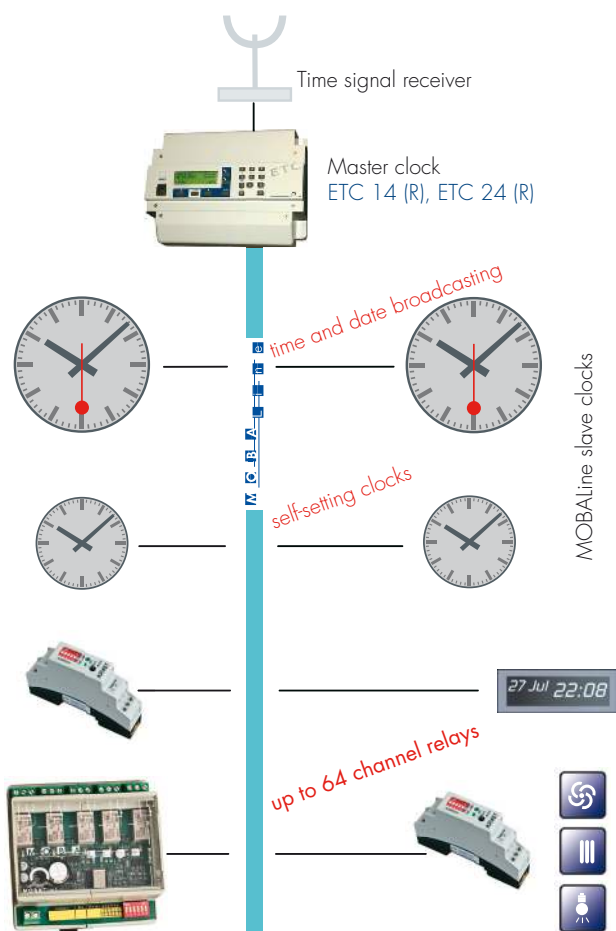 Time signal receiver
ETC
Master clock
ETC 14 (R), ETC 24 (R)
time and date broadcasting
MOBALine
MOBALine slave clocks
self-setting clocks
27 Jul 22:08
up to 64 channel relays